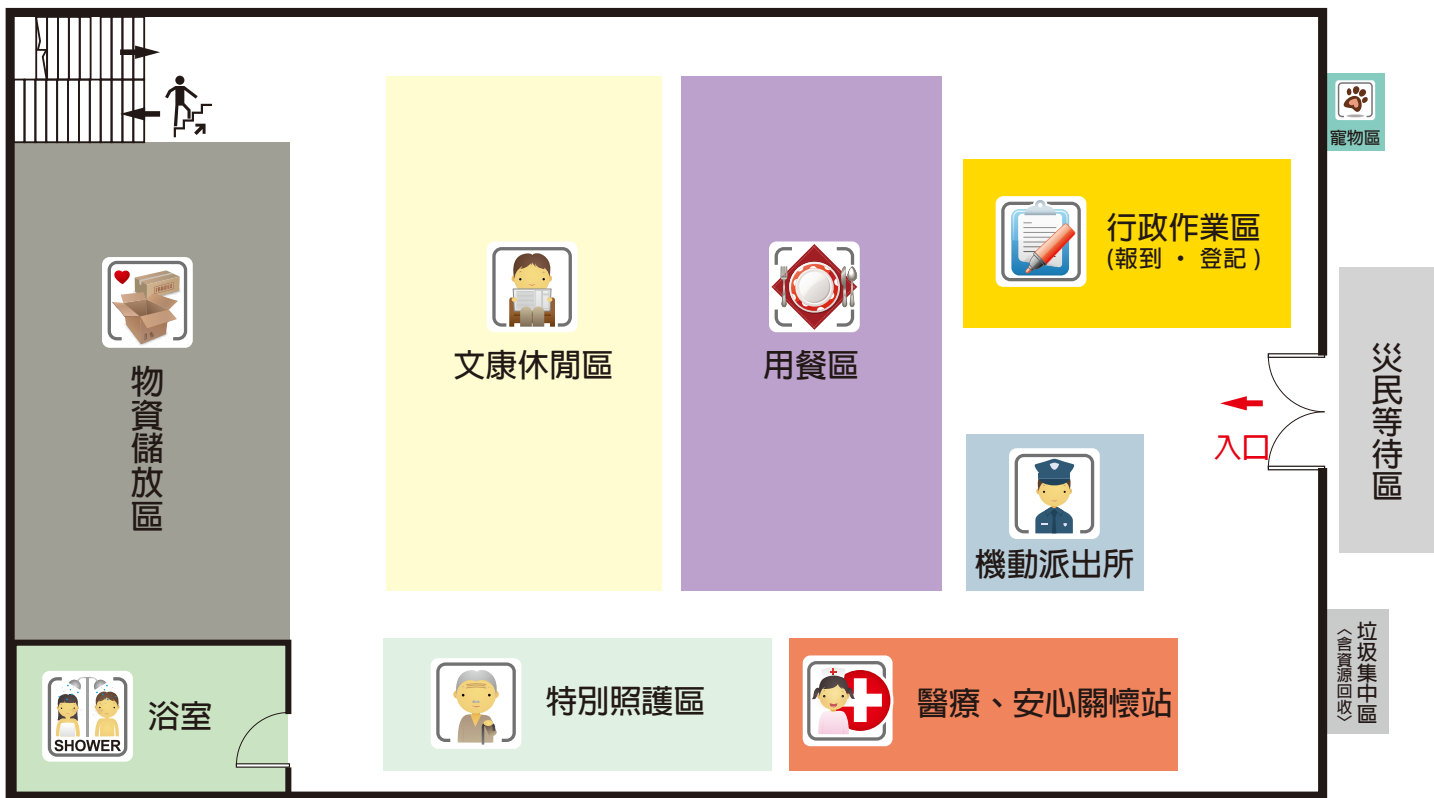 寵物區
行政作業區
(報到 ‧ 登記)
物資儲放區
文康休閒區
用餐區
災民等待區
入口
機動派出所
垃圾集中區
〈含資源回收〉
SHOWER
浴室
特別照護區
醫療、安心關懷站